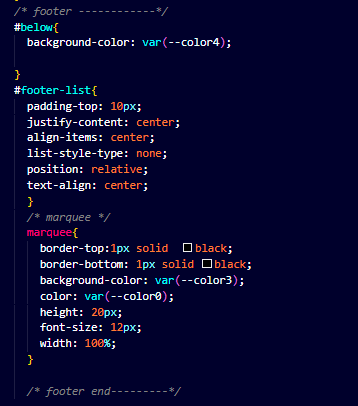 /* footer ------------*/
#below{
background-color: var(--color4);
}
#footer-list{
padding-top: 10px;
justify-content: center;
align-items: center;
list-style-type: none;
position: relative;
text-align: center;
}
/* marquee */
marquee{
border-top:1px solid black;
border-bottom: 1px solid black;
background-color: var(--color3);
color: var(--color0);
height: 20px;
font-size: 12px;
width: 100%;
}
/* footer end---------*/